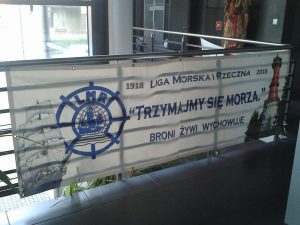 1918 LIGA MORSKA I RZECZNA 2018
LMR
"TRZYMAJMY SIĘ MORZA,"
BRONI ŻYWI WYCHOWUJE